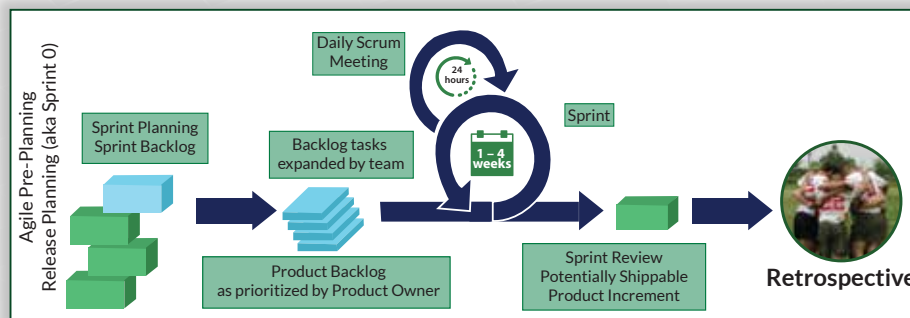 Agile Pre-Planning
Release Planning (aka Sprint 0)
Sprint Planning
Sprint Backlog
Backlog tasks
expanded by team
Product Backlog
as prioritized by Product Owner
Daily Scrum
Meeting
24
hours
1 – 4
weeks
Sprint
Sprint Review
Potentially Shippable
Product Increment
Retrospective